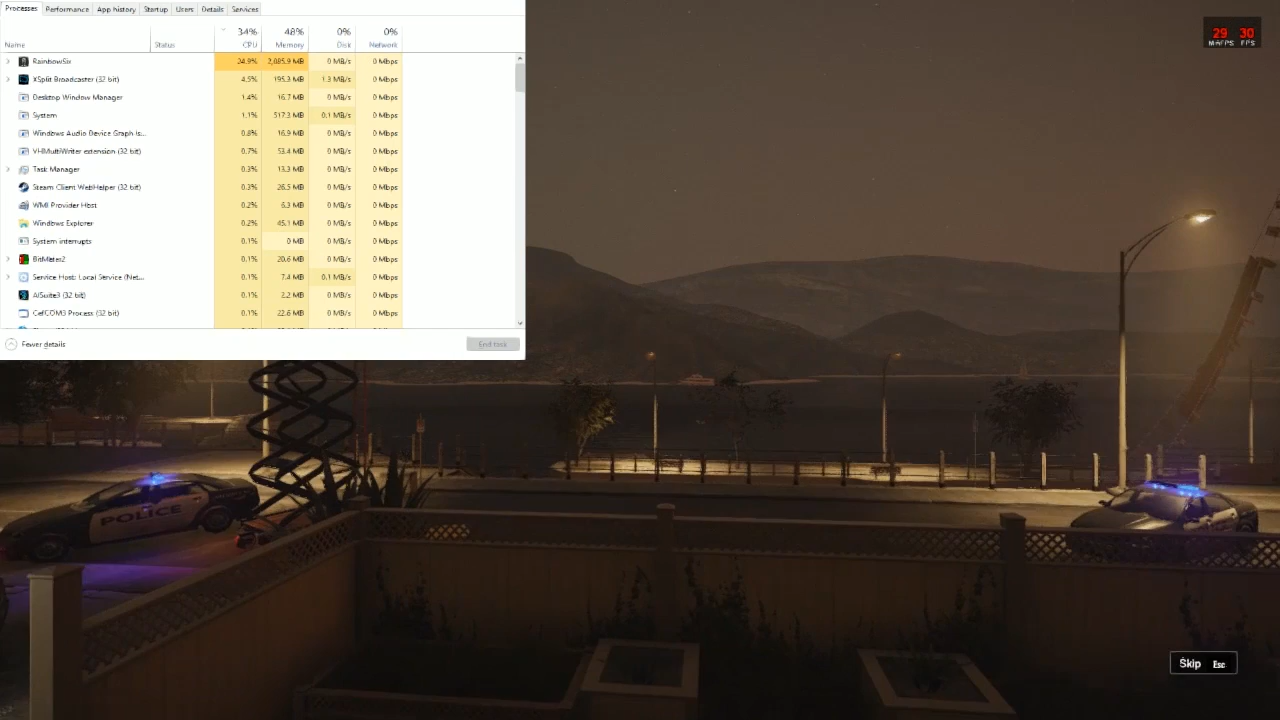 Processes Performance App history Startup Users Details Services
34% 48% 0% 0%
Name Status CPU Memory Disk Network
RainbowSix 24.9% 2,085.9 MB 0 MB/s 0 Mbps
XSplit Broadcaster (32 bit) 4.5% 195.3 MB 1.3 MB/s 0 Mbps
Desktop Window Manager 1.4% 16.7 MB 0 MB/s 0 Mbps
System 1.1% 517.3 MB 0.1 MB/s 0 Mbps
Windows Audio Device Graph Is... 0.8% 16.9 MB 0 MB/s 0 Mbps
VHMultiWriter extension (32 bit) 0.7% 53.4 MB 0 MB/s 0 Mbps
Task Manager 0.3% 13.3 MB 0 MB/s 0 Mbps
Steam Client WebHelper (32 bit) 0.3% 26.5 MB 0 MB/s 0 Mbps
WMI Provider Host 0.2% 6.3 MB 0 MB/s 0 Mbps
Windows Explorer 0.2% 45.1 MB 0 MB/s 0 Mbps
System interrupts 0.1% 0 MB 0 MB/s 0 Mbps
BitMeter2 0.1% 20.6 MB 0 MB/s 0 Mbps
Service Host: Local Service (Net... 0.1% 7.4 MB 0.1 MB/s 0 Mbps
AISuite3 (32 bit) 0.1% 2.2 MB 0 MB/s 0 Mbps
0.1% 22.6 MB 0 MB/s 0 Mbps
Fewer details End task
29 30
FPS
POLICE
Skip Esc